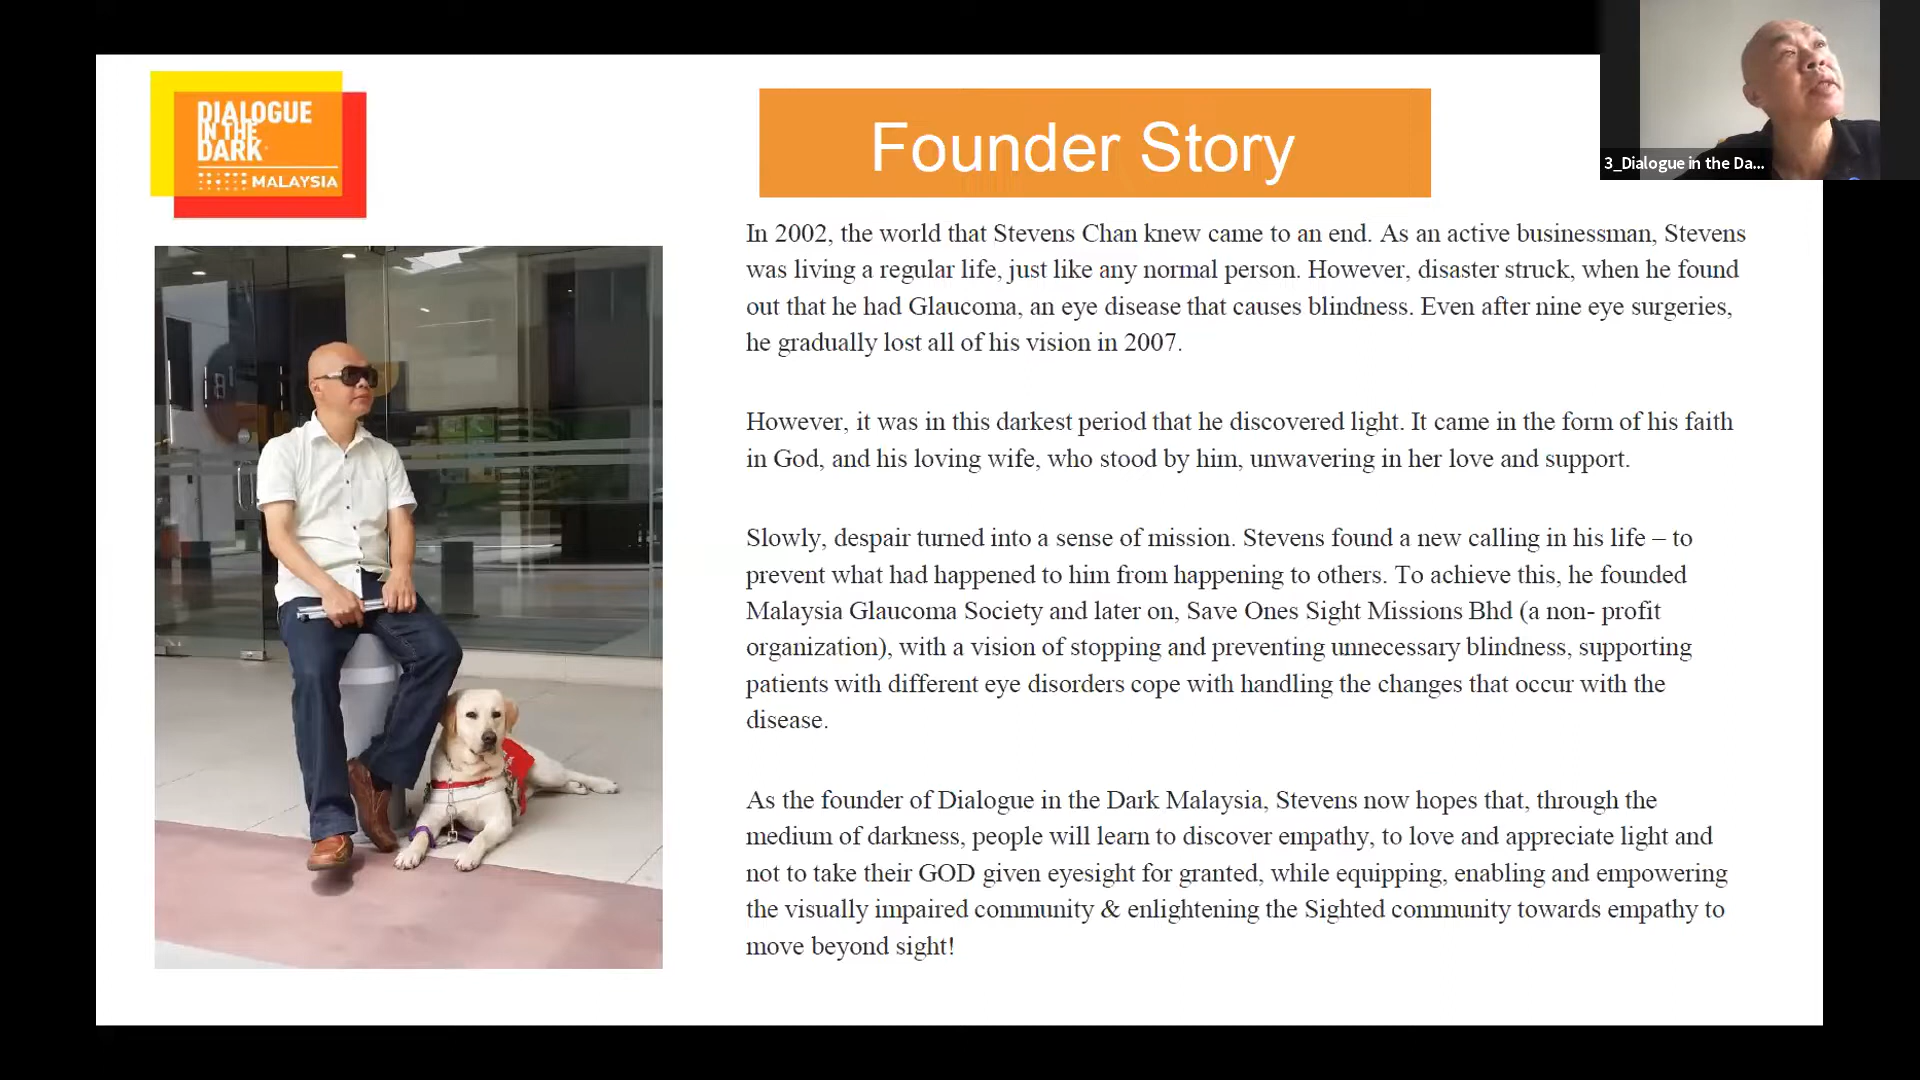 DIALOGUE
IN THE
DARK
MALAYSIA
Founder Story
3_Dialogue in the Da...
In 2002, the world that Stevens Chan knew came to an end. As an active businessman, Stevens
was living a regular life, just like any normal person. However, disaster struck, when he found
out that he had Glaucoma, an eye disease that causes blindness. Even after nine eye surgeries,
he gradually lost all of his vision in 2007.
However, it was in this darkest period that he discovered light. It came in the form of his faith
in God, and his loving wife, who stood by him, unwavering in her love and support.
Slowly, despair turned into a sense of mission. Stevens found a new calling in his life – to
prevent what had happened to him from happening to others. To achieve this, he founded
Malaysia Glaucoma Society and later on, Save Ones Sight Missions Bhd (a non- profit
organization), with a vision of stopping and preventing unnecessary blindness, supporting
patients with different eye disorders cope with handling the changes that occur with the
disease.
As the founder of Dialogue in the Dark Malaysia, Stevens now hopes that, through the
medium of darkness, people will learn to discover empathy, to love and appreciate light and
not to take their GOD given eyesight for granted, while equipping, enabling and empowering
the visually impaired community & enlightening the Sighted community towards empathy to
move beyond sight!